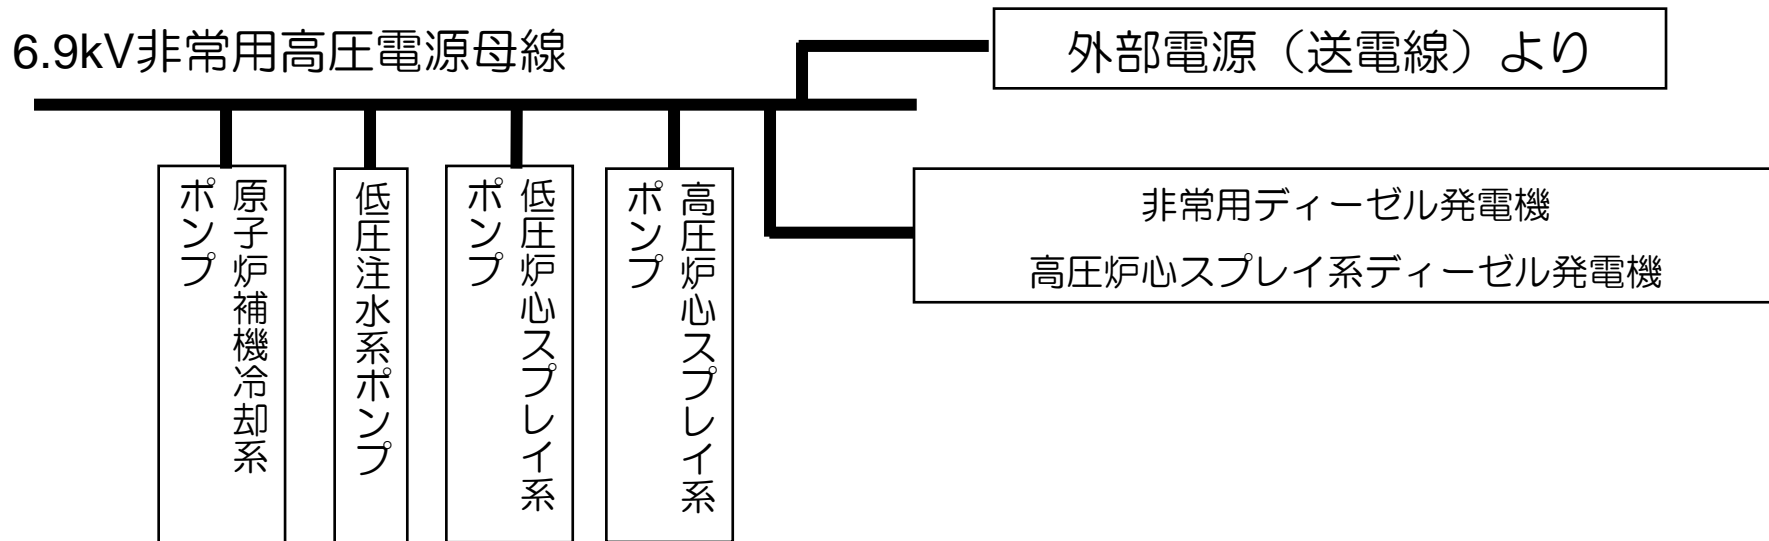 6.9kV非常用高圧電源母線
外部電源（送電線）より
非常用ディーゼル発電機
高圧炉心スプレイ系ディーゼル発電機
原子炉補機冷却系
ポンプ
低圧注水系ポンプ
低圧炉心スプレイ系
ポンプ
高圧炉心スプレイ系
ポンプ